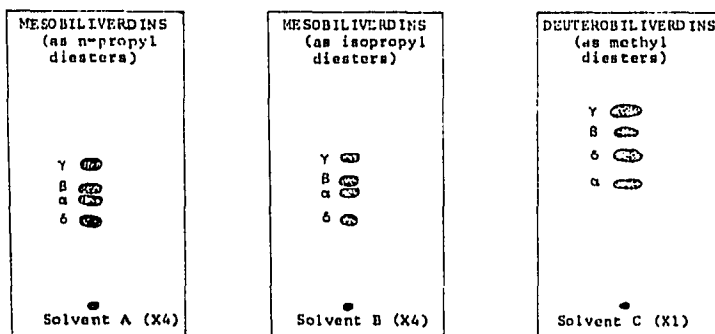 MESOBILIVERDINS
(as n-propyl
diesters)
γ
β
α
δ
Solvent A (X4)
MESOBILIVERDINS
(as isopropyl
diesters)
γ
β
α
δ
Solvent B (X4)
DEUTEROBILIVERDINS
(as methyl
diesters)
γ
β
δ
α
Solvent C (X1)